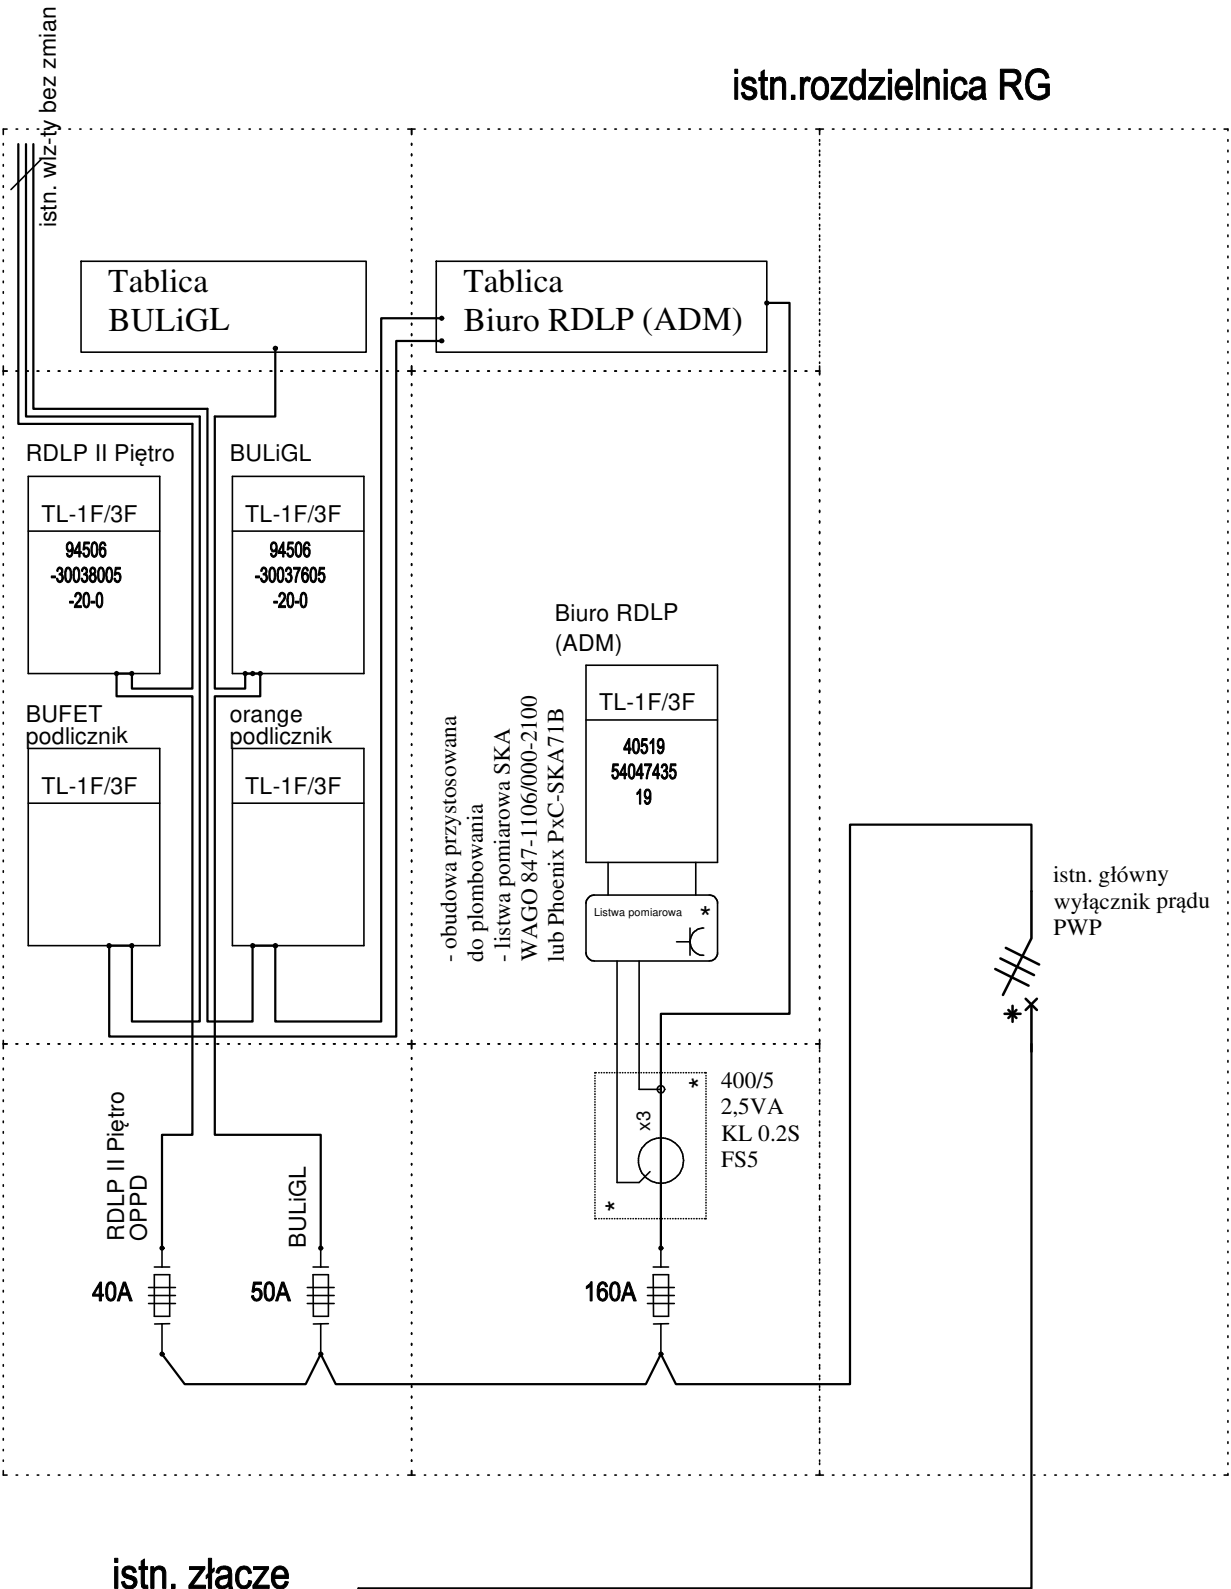 istn. wlz-ty bez zmian
istn.rozdzielnica RG
Tablica
BULiGL
Tablica
Biuro RDLP (ADM)
RDLP II Piętro
TL-1F/3F
94506
-30038005
-20-0
BULiGL
TL-1F/3F
94506
-30037605
-20-0
BUFET
podlicznik
TL-1F/3F
orange
podlicznik
TL-1F/3F
- obudowa przystosowana
do plombowania
- listwa pomiarowa SKA
WAGO 847-1106/000-2100
lub Phoenix PxC-SKA71B
Biuro RDLP
(ADM)
TL-1F/3F
40519
54047435
19
Listwa pomiarowa *
istn. główny
wyłącznik prądu
PWP
*
*
x3
*
400/5
2,5VA
KL 0.2S
FS5
RDLP II Piętro
OPPD
BULiGL
40A
50A
160A
istn. złącze